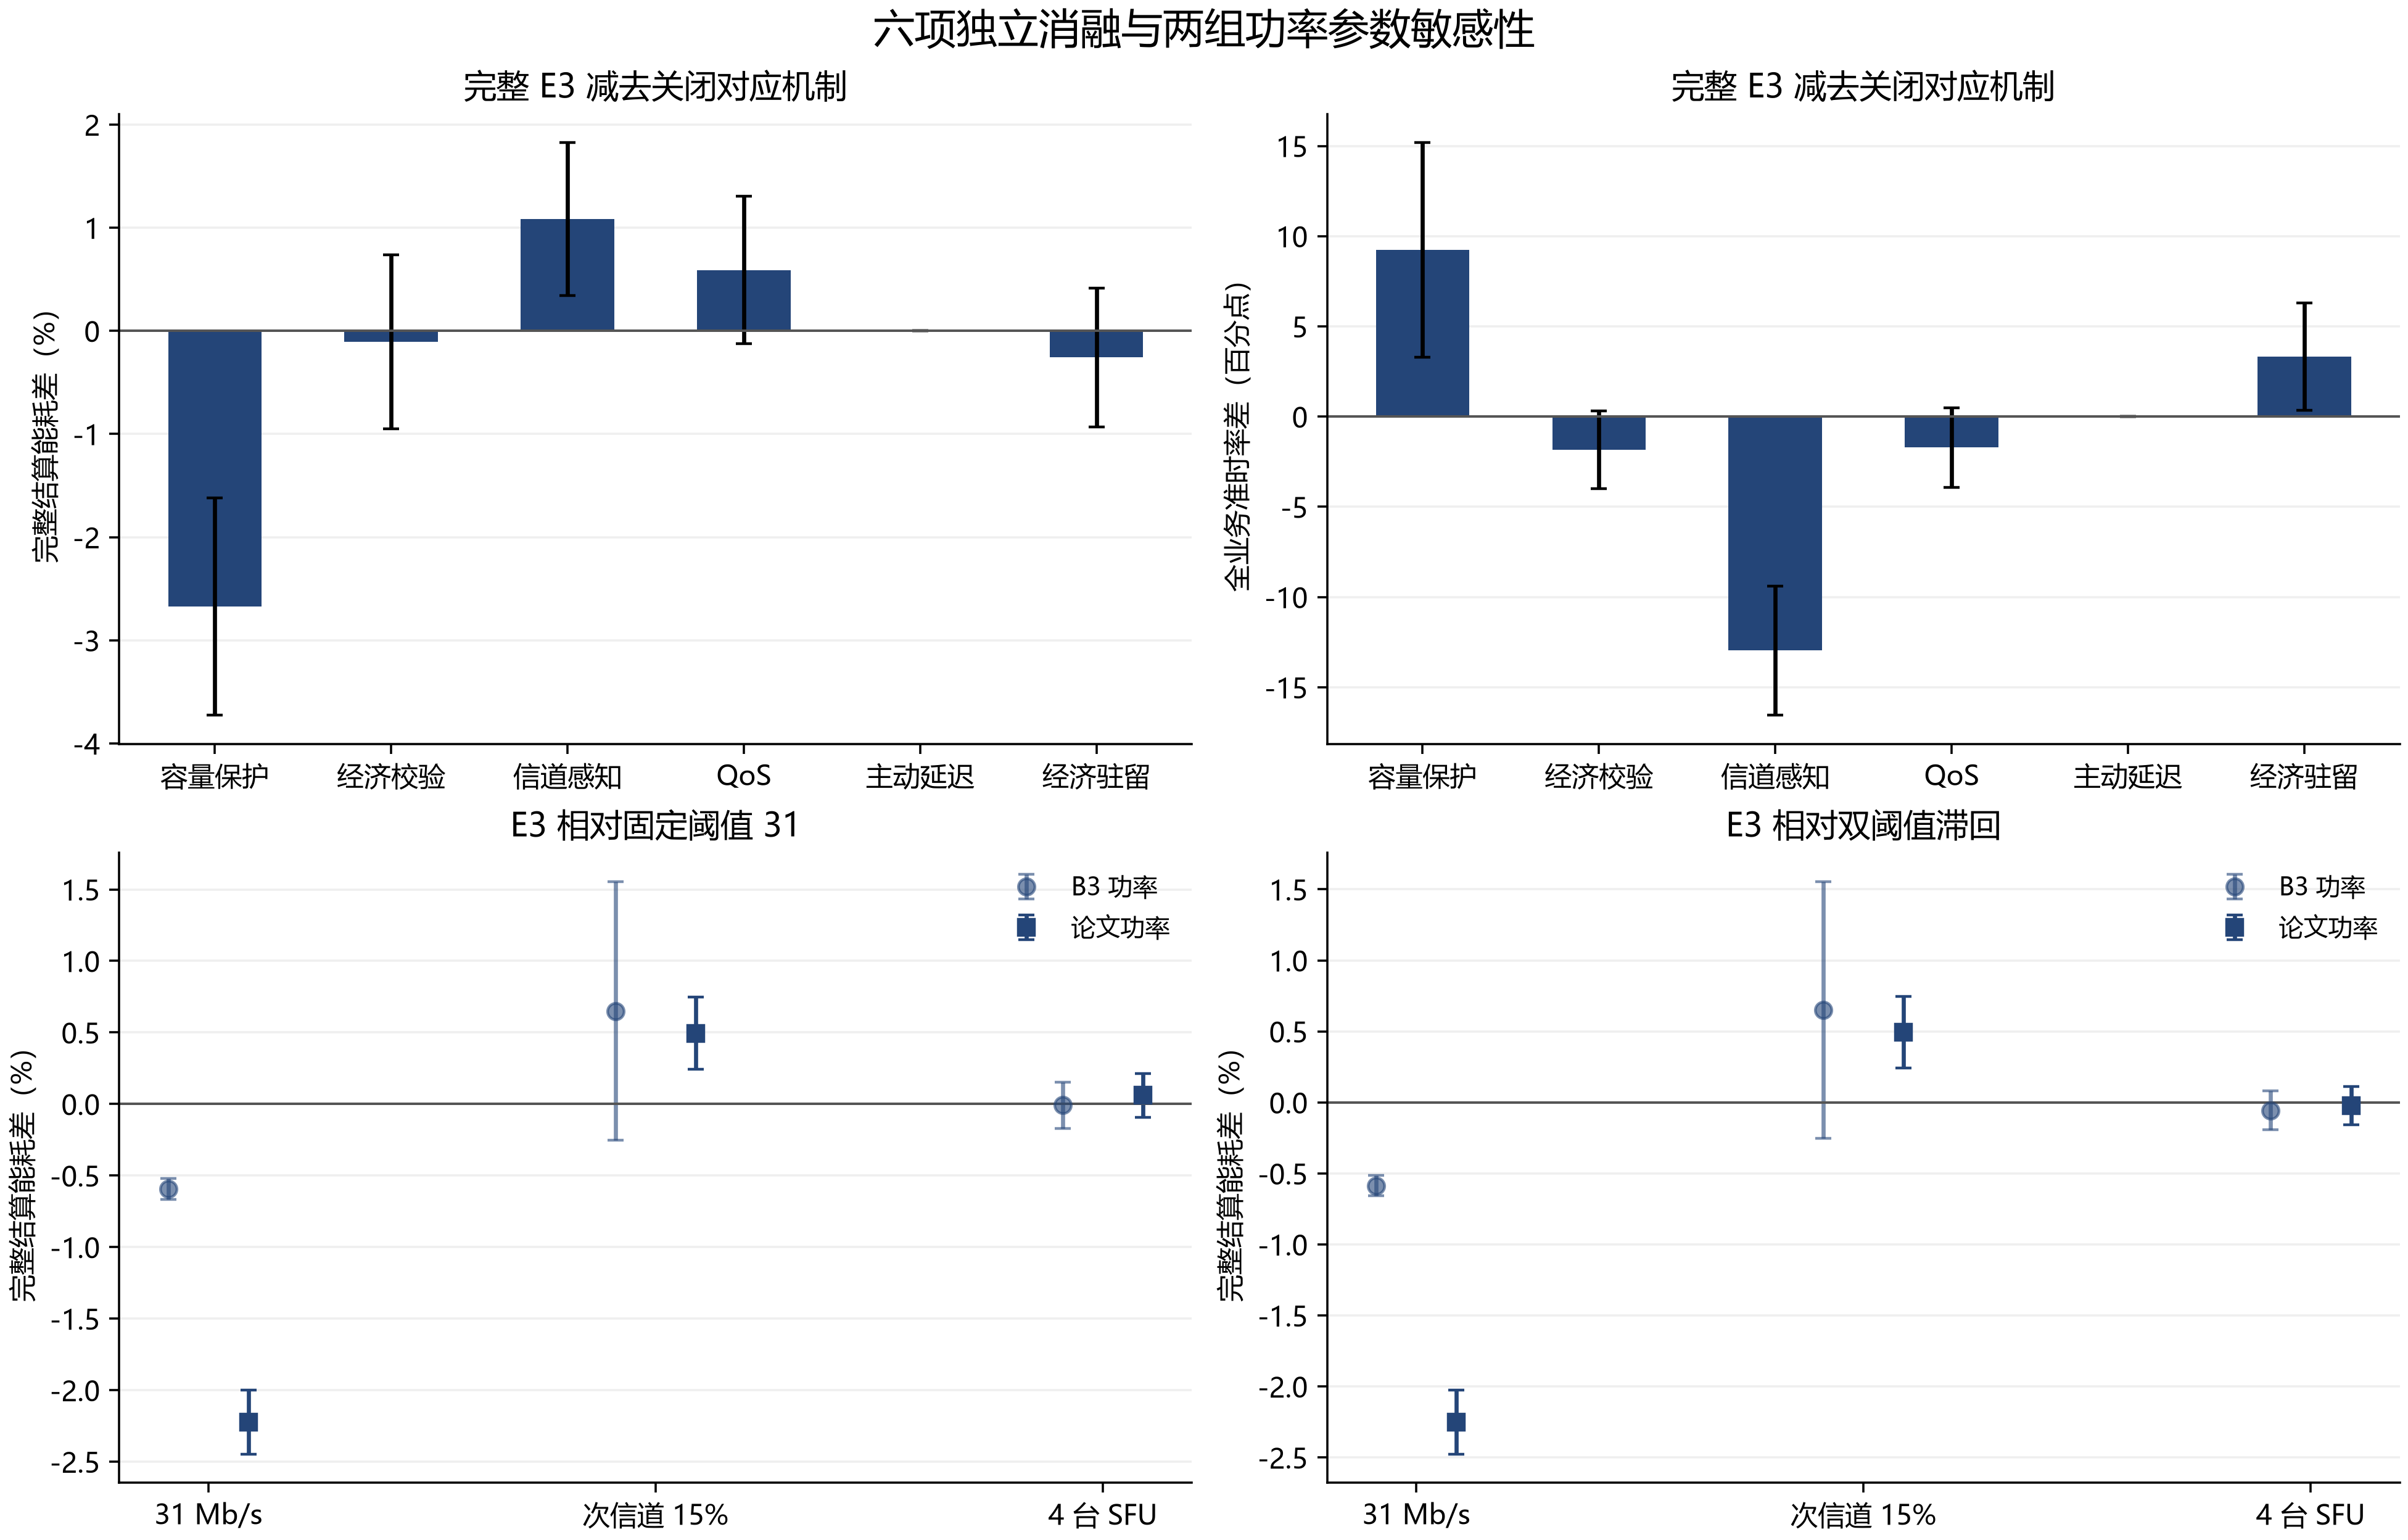 六项独立消融与两组功率参数敏感性
完整 E3 减去关闭对应机制
完整结算能耗差（%）
2
1
0
-1
-2
-3
-4
容量保护
经济校验
信道感知
QoS
主动延迟
经济驻留
完整 E3 减去关闭对应机制
全业务准时率差（百分点）
15
10
5
0
-5
-10
-15
容量保护
经济校验
信道感知
QoS
主动延迟
经济驻留
E3 相对固定阈值 31
完整结算能耗差（%）
1.5
1.0
0.5
0.0
-0.5
-1.0
-1.5
-2.0
-2.5
B3 功率
论文功率
31 Mb/s
次信道 15%
4 台 SFU
E3 相对双阈值滞回
完整结算能耗差（%）
1.5
1.0
0.5
0.0
-0.5
-1.0
-1.5
-2.0
-2.5
B3 功率
论文功率
31 Mb/s
次信道 15%
4 台 SFU